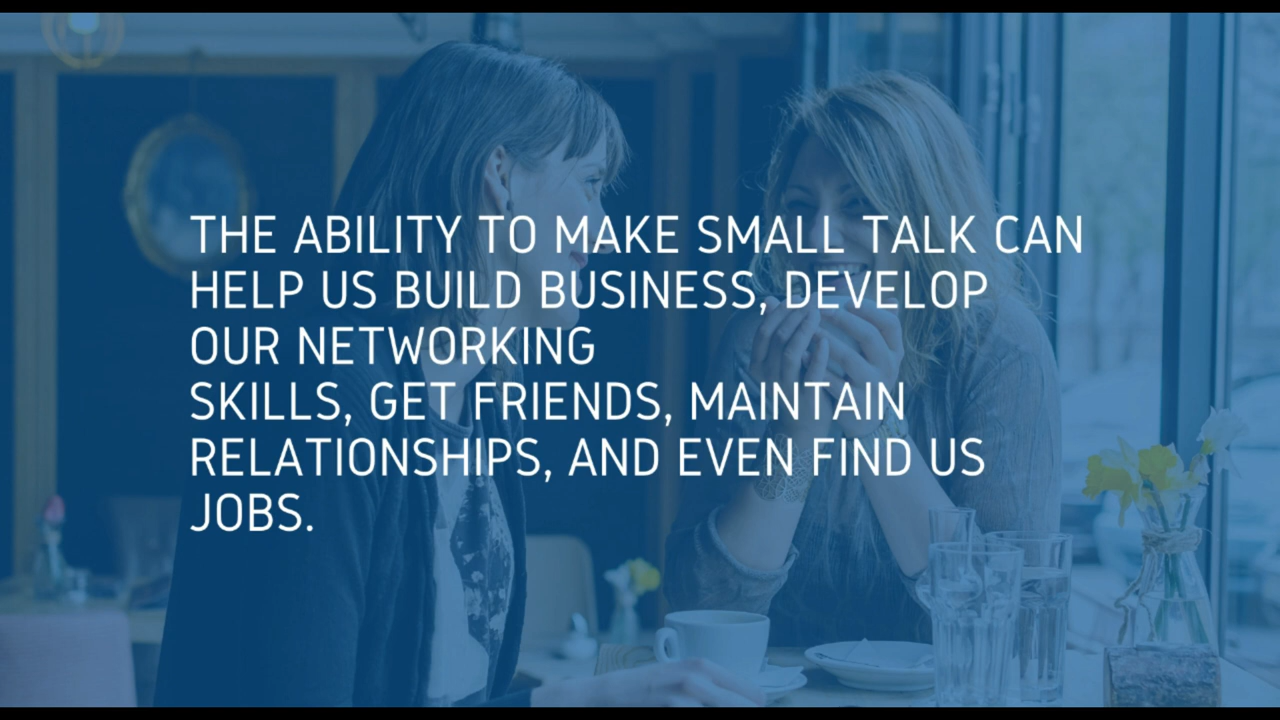 THE ABILITY TO MAKE SMALL TALK CAN
HELP US BUILD BUSINESS, DEVELOP
OUR NETWORKING
SKILLS, GET FRIENDS, MAINTAIN
RELATIONSHIPS, AND EVEN FIND US
JOBS.